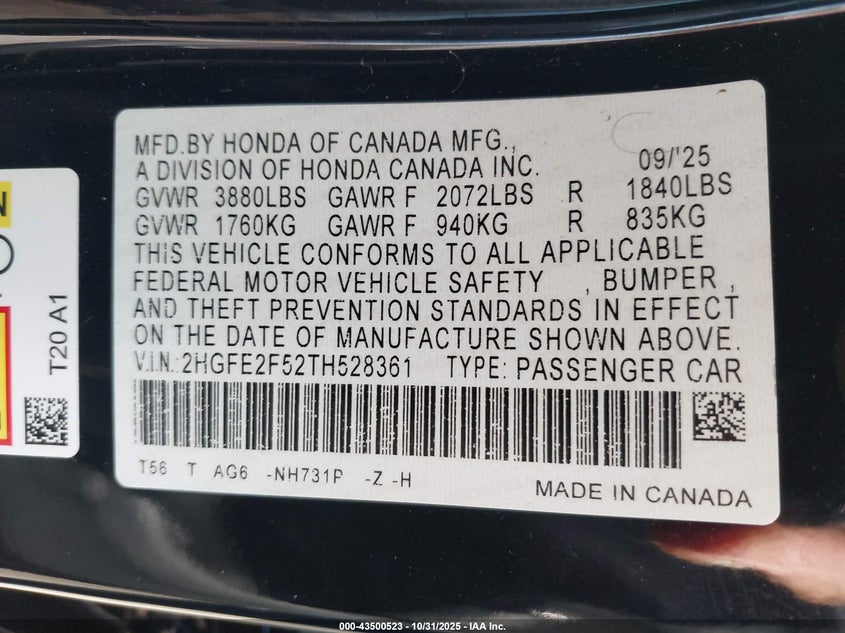 MFD.BY HONDA OF CANADA MFG.,
A DIVISION OF HONDA CANADA INC. 09/'25
GVWR 3880LBS GAWR F 2072LBS R 1840LBS
GVWR 1760KG GAWR F 940KG R 835KG
THIS VEHICLE CONFORMS TO ALL APPLICABLE
FEDERAL MOTOR VEHICLE SAFETY , BUMPER ,
AND THEFT PREVENTION STANDARDS IN EFFECT
ON THE DATE OF MANUFACTURE SHOWN ABOVE.
V.I.N.:2HGFE2F52TH528361 TYPE: PASSENGER CAR
T56 T AG6 -NH731P -Z -H
MADE IN CANADA
N
T20 A1
000-43500523 - 10/31/2025 - IAA Inc.